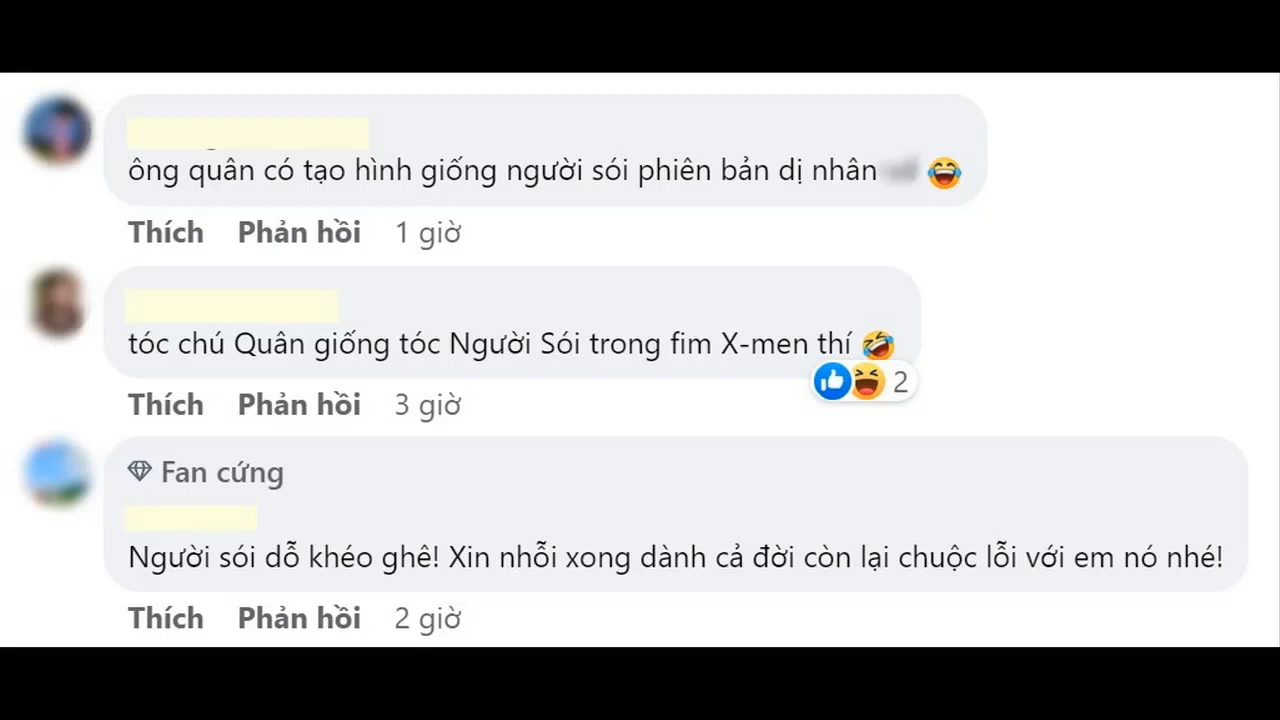 ông quân có tạo hình giống người sói phiên bản dị nhân 😂
Thích Phản hồi 1 giờ
tóc chú Quân giống tóc Người Sói trong fim X-men thí 🤣
2
Thích Phản hồi 3 giờ
Fan cứng
Người sói dỗ khéo ghê! Xin nhỗi xong dành cả đời còn lại chuộc lỗi với em nó nhé!
Thích Phản hồi 2 giờ